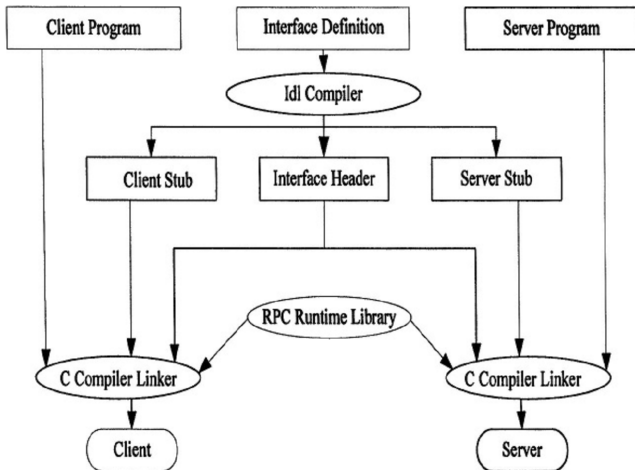 Client Program
Interface Definition
Server Program
Idl Compiler
Client Stub
Interface Header
Server Stub
RPC Runtime Library
C Compiler Linker
C Compiler Linker
Client
Server